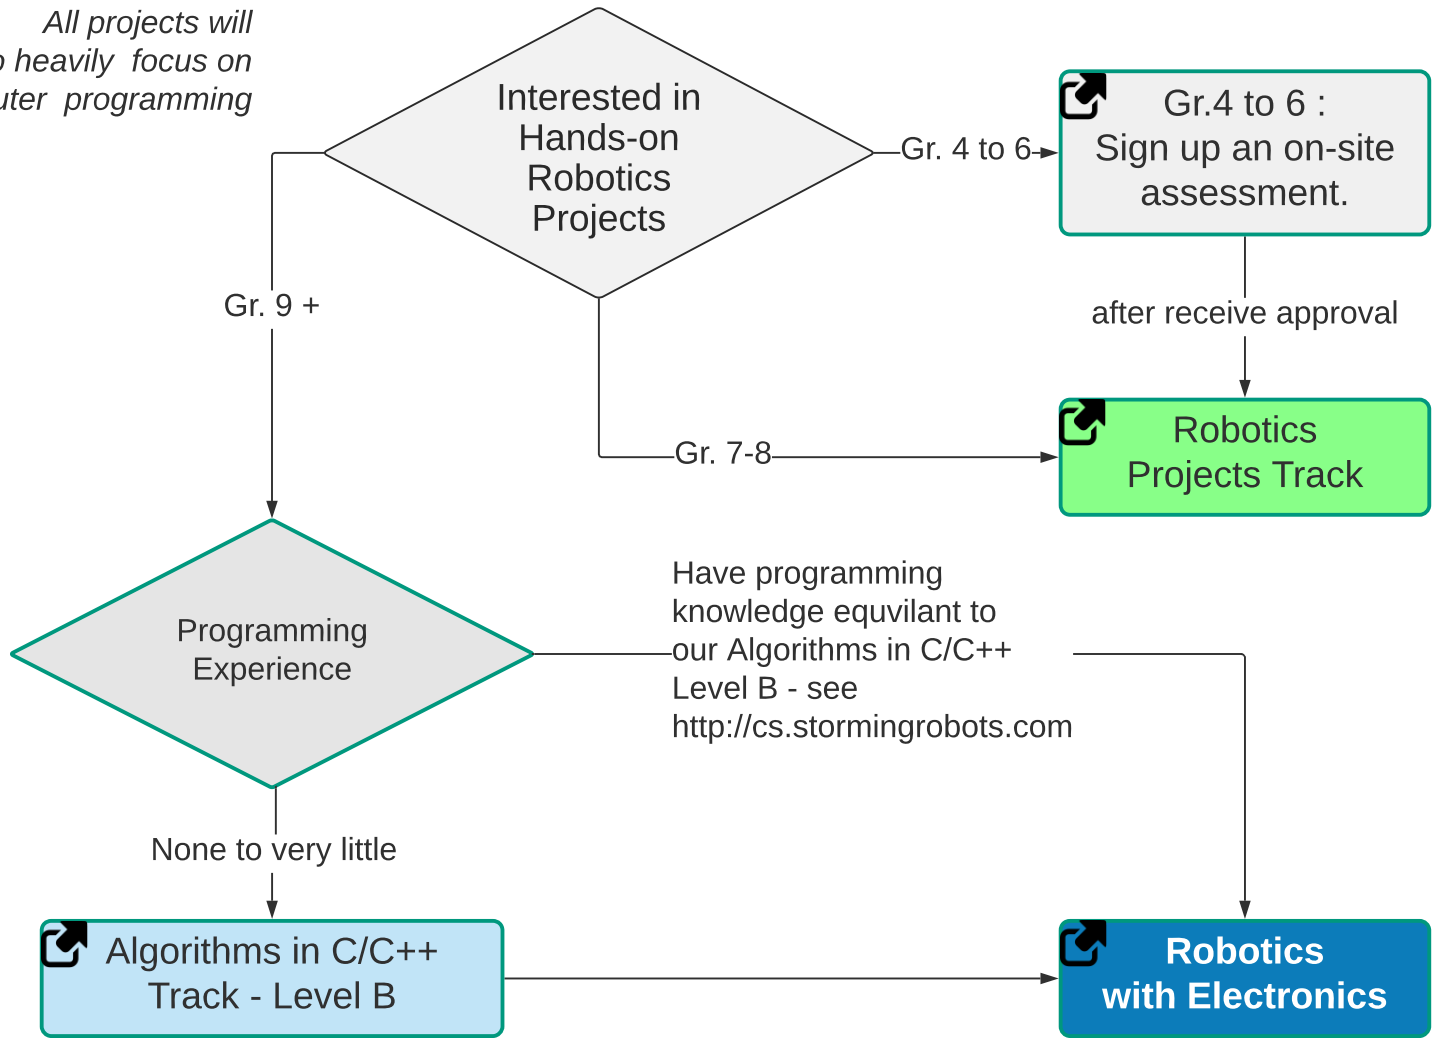 All projects will
heavily focus on
programming
Interested in
Hands-on
Robotics
Projects
Gr. 4 to 6
Gr.4 to 6 :
Sign up an on-site
assessment.
Gr. 9 +
after receive approval
Gr. 7-8
Robotics
Projects Track
Programming
Experience
Have programming
knowledge equvilant to
our Algorithms in C/C++
Level B - see
http://cs.stormingrobots.com
None to very little
Algorithms in C/C++
Track - Level B
Robotics
with Electronics